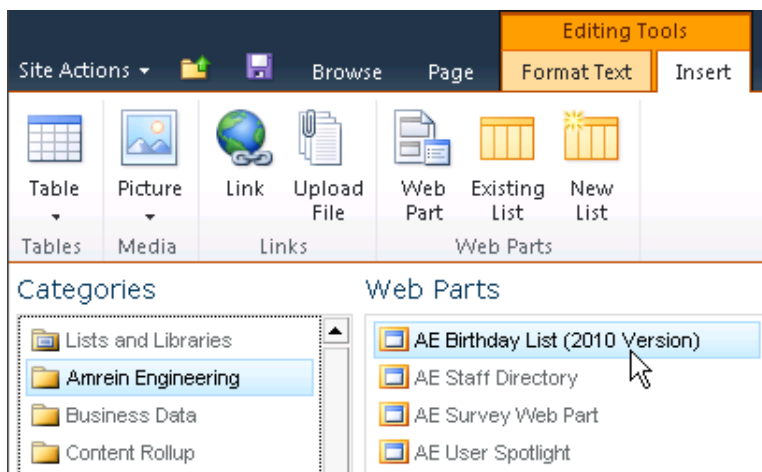 Editing Tools
Site Actions Browse Page Format Text Insert
Table Picture Link Upload File Web Part Existing List New List
Tables Media Links Web Parts
Categories Web Parts
Lists and Libraries AE Birthday List (2010 Version)
Amrein Engineering AE Staff Directory
Business Data AE Survey Web Part
Content Rollup AE User Spotlight